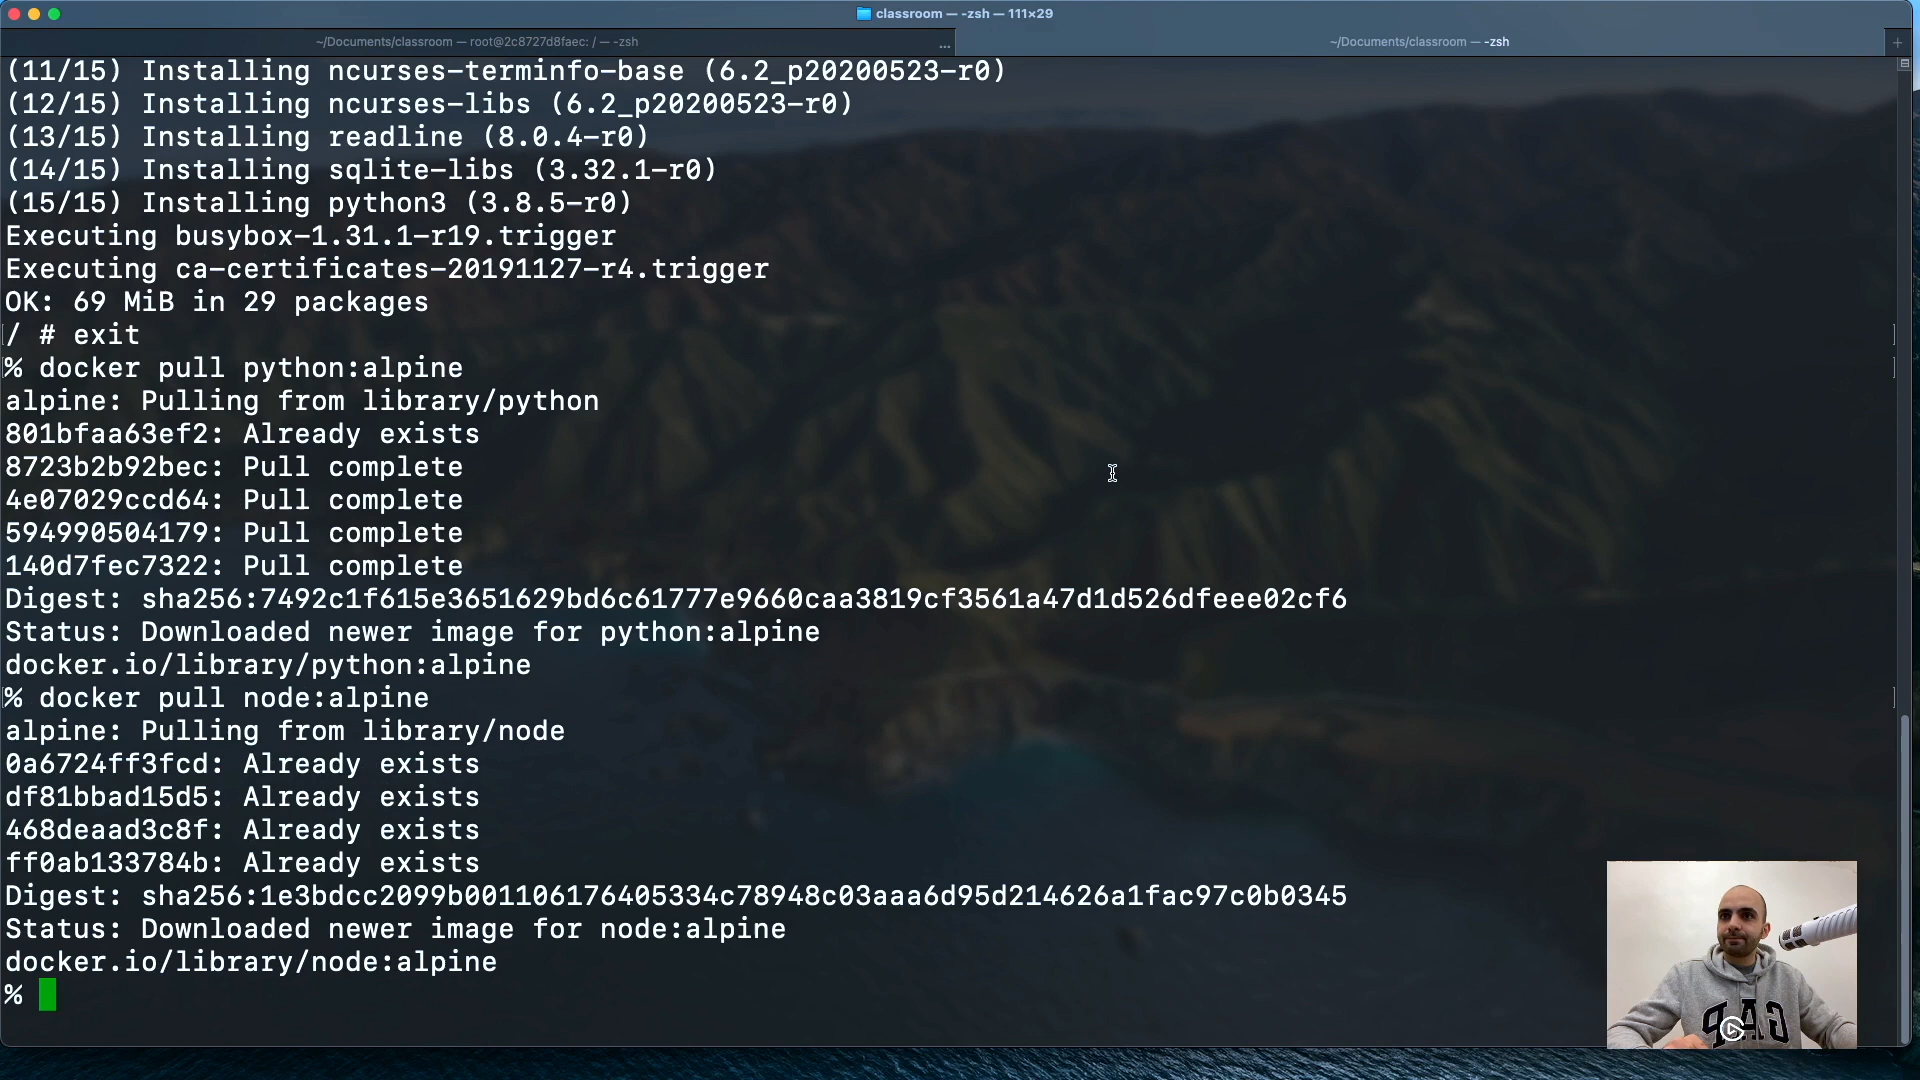 classroom — -zsh — 111×29
~/Documents/classroom — root@2c8727d8faec: / — -zsh
...
~/Documents/classroom — -zsh
(11/15) Installing ncurses-terminfo-base (6.2_p20200523-r0)
(12/15) Installing ncurses-libs (6.2_p20200523-r0)
(13/15) Installing readline (8.0.4-r0)
(14/15) Installing sqlite-libs (3.32.1-r0)
(15/15) Installing python3 (3.8.5-r0)
Executing busybox-1.31.1-r19.trigger
Executing ca-certificates-20191127-r4.trigger
OK: 69 MiB in 29 packages
/ # exit
% docker pull python:alpine
alpine: Pulling from library/python
801bfaa63ef2: Already exists
8723b2b92bec: Pull complete
4e07029ccd64: Pull complete
594990504179: Pull complete
140d7fec7322: Pull complete
Digest: sha256:7492c1f615e3651629bd6c61777e9660caa3819cf3561a47d1d526dfeee02cf6
Status: Downloaded newer image for python:alpine
docker.io/library/python:alpine
% docker pull node:alpine
alpine: Pulling from library/node
0a6724ff3fcd: Already exists
df81bbad15d5: Already exists
468deaad3c8f: Already exists
ff0ab133784b: Already exists
Digest: sha256:1e3bdcc2099b001106176405334c78948c03aaa6d95d214626a1fac97c0b0345
Status: Downloaded newer image for node:alpine
docker.io/library/node:alpine
%
GAP